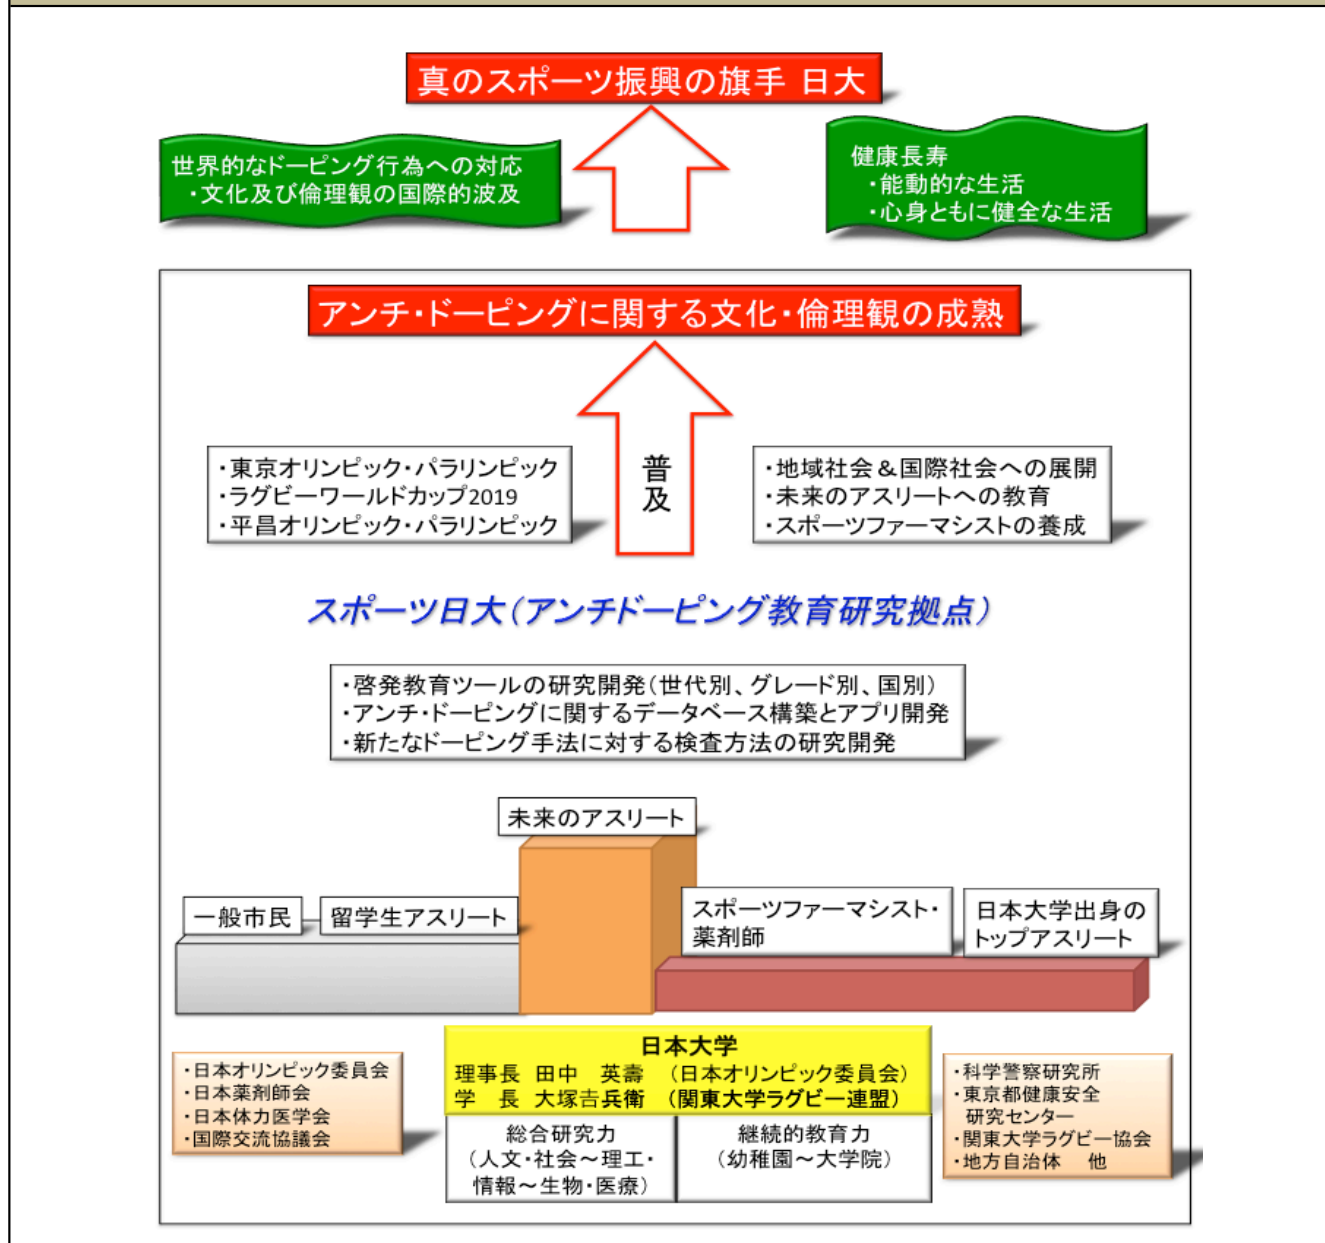 真のスポーツ振興の旗手 日大
世界的なドーピング行為への対応
・文化及び倫理観の国際的波及
健康長寿
・能動的な生活
・心身ともに健全な生活
アンチ・ドーピングに関する文化・倫理観の成熟
・東京オリンピック・パラリンピック
・ラグビーワールドカップ2019
・平昌オリンピック・パラリンピック
普
及
・地域社会＆国際社会への展開
・未来のアスリートへの教育
・スポーツファーマシストの養成
スポーツ日大（アンチドーピング教育研究拠点）
・啓発教育ツールの研究開発（世代別、グレード別、国別）
・アンチ・ドーピングに関するデータベース構築とアプリ開発
・新たなドーピング手法に対する検査方法の研究開発
未来のアスリート
一般市民
留学生アスリート
スポーツファーマシスト・
薬剤師
日本大学出身の
トップアスリート
・日本オリンピック委員会
・日本薬剤師会
・日本体力医学会
・国際交流協議会
日本大学
理事長 田中 英壽 （日本オリンピック委員会）
学 長 大塚吉兵衛 （関東大学ラグビー連盟）
総合研究力
（人文・社会～理工・
情報～生物・医療）
継続的教育力
（幼稚園～大学院）
・科学警察研究所
・東京都健康安全
研究センター
・関東大学ラグビー協会
・地方自治体 他